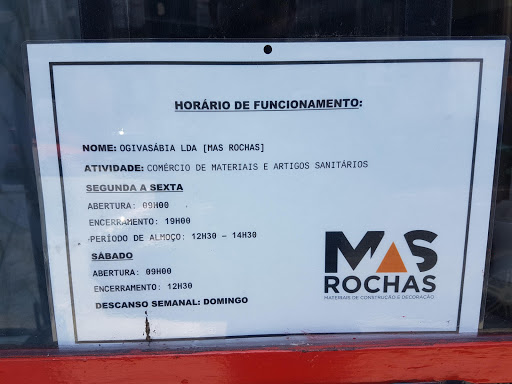 HORÁRIO DE FUNCIONAMENTO:
NOME: OGIVASÁBIA LDA [MAS ROCHAS]
ATIVIDADE: COMÉRCIO DE MATERIAIS E ARTIGOS SANITÁRIOS
SEGUNDA A SEXTA
ABERTURA: 09H00
ENCERRAMENTO: 19H00
PERÍODO DE ALMOÇO: 12H30 – 14H30
SÁBADO
ABERTURA: 09H00
ENCERRAMENTO: 12H30
DESCANSO SEMANAL: DOMINGO
MAS
ROCHAS
MATERIAIS DE CONSTRUÇÃO E DECORAÇÃO